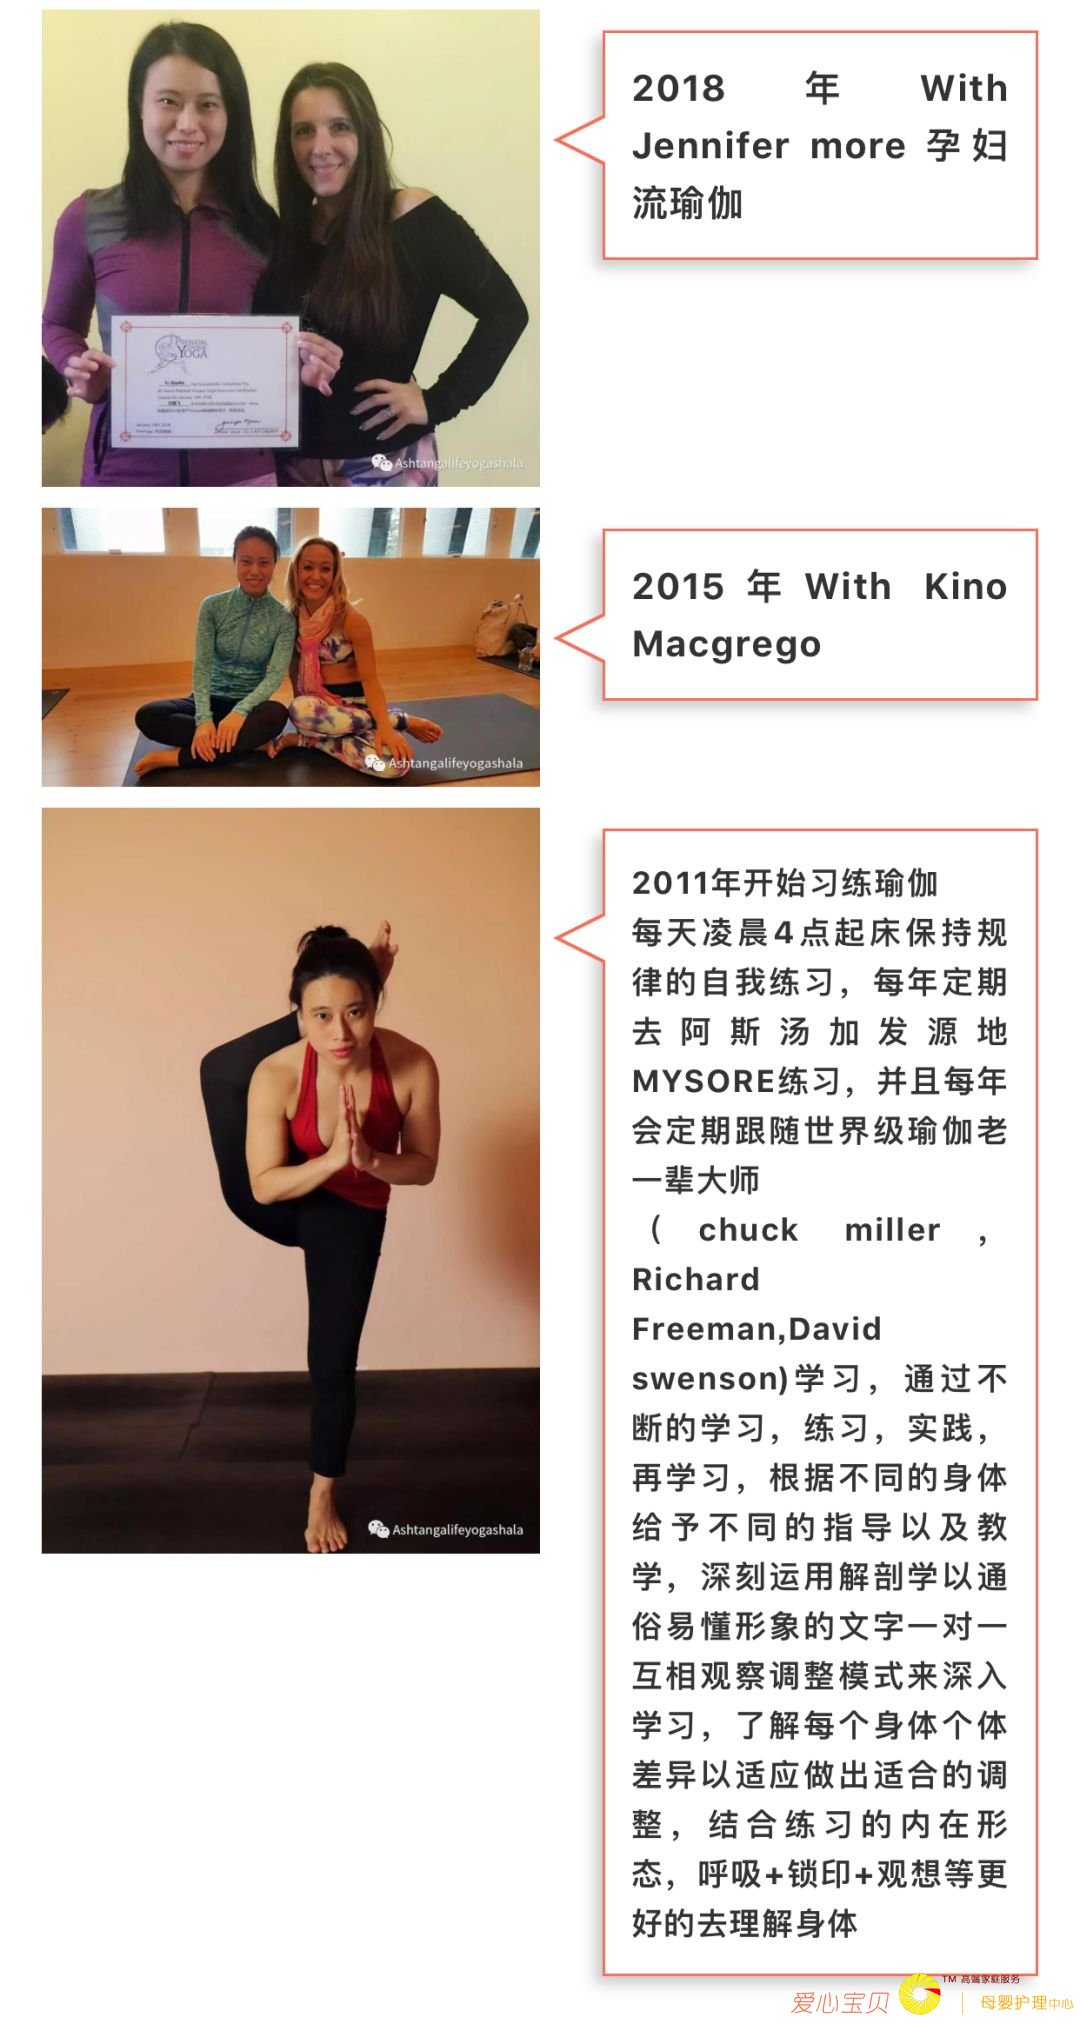 2018 年 With
Jennifer more 孕妇
流瑜伽
PRENATAL
YOGA
Ashtangalifeyogashala
2015 年 With Kino
Macgrego
Ashtangalifeyogashala
2011年开始习练瑜伽
每天凌晨4点起床保持规
律的自我练习，每年定期
去阿斯汤加发源地
MYSORE练习，并且每年
会定期跟随世界级瑜伽老
一辈大师
（chuck miller，
Richard
Freeman,David
swenson)学习，通过不
断的学习，练习，实践，
再学习，根据不同的身体
给予不同的指导以及教
学，深刻运用解剖学以通
俗易懂形象的文字一对一
互相观察调整模式来深入
学习，了解每个身体个体
差异以适应做出适合的调
整，结合练习的内在形
态，呼吸+锁印+观想等更
好的去理解身体
Ashtangalifeyogashala
TM 高端家庭服务
爱心宝贝 母婴护理中心